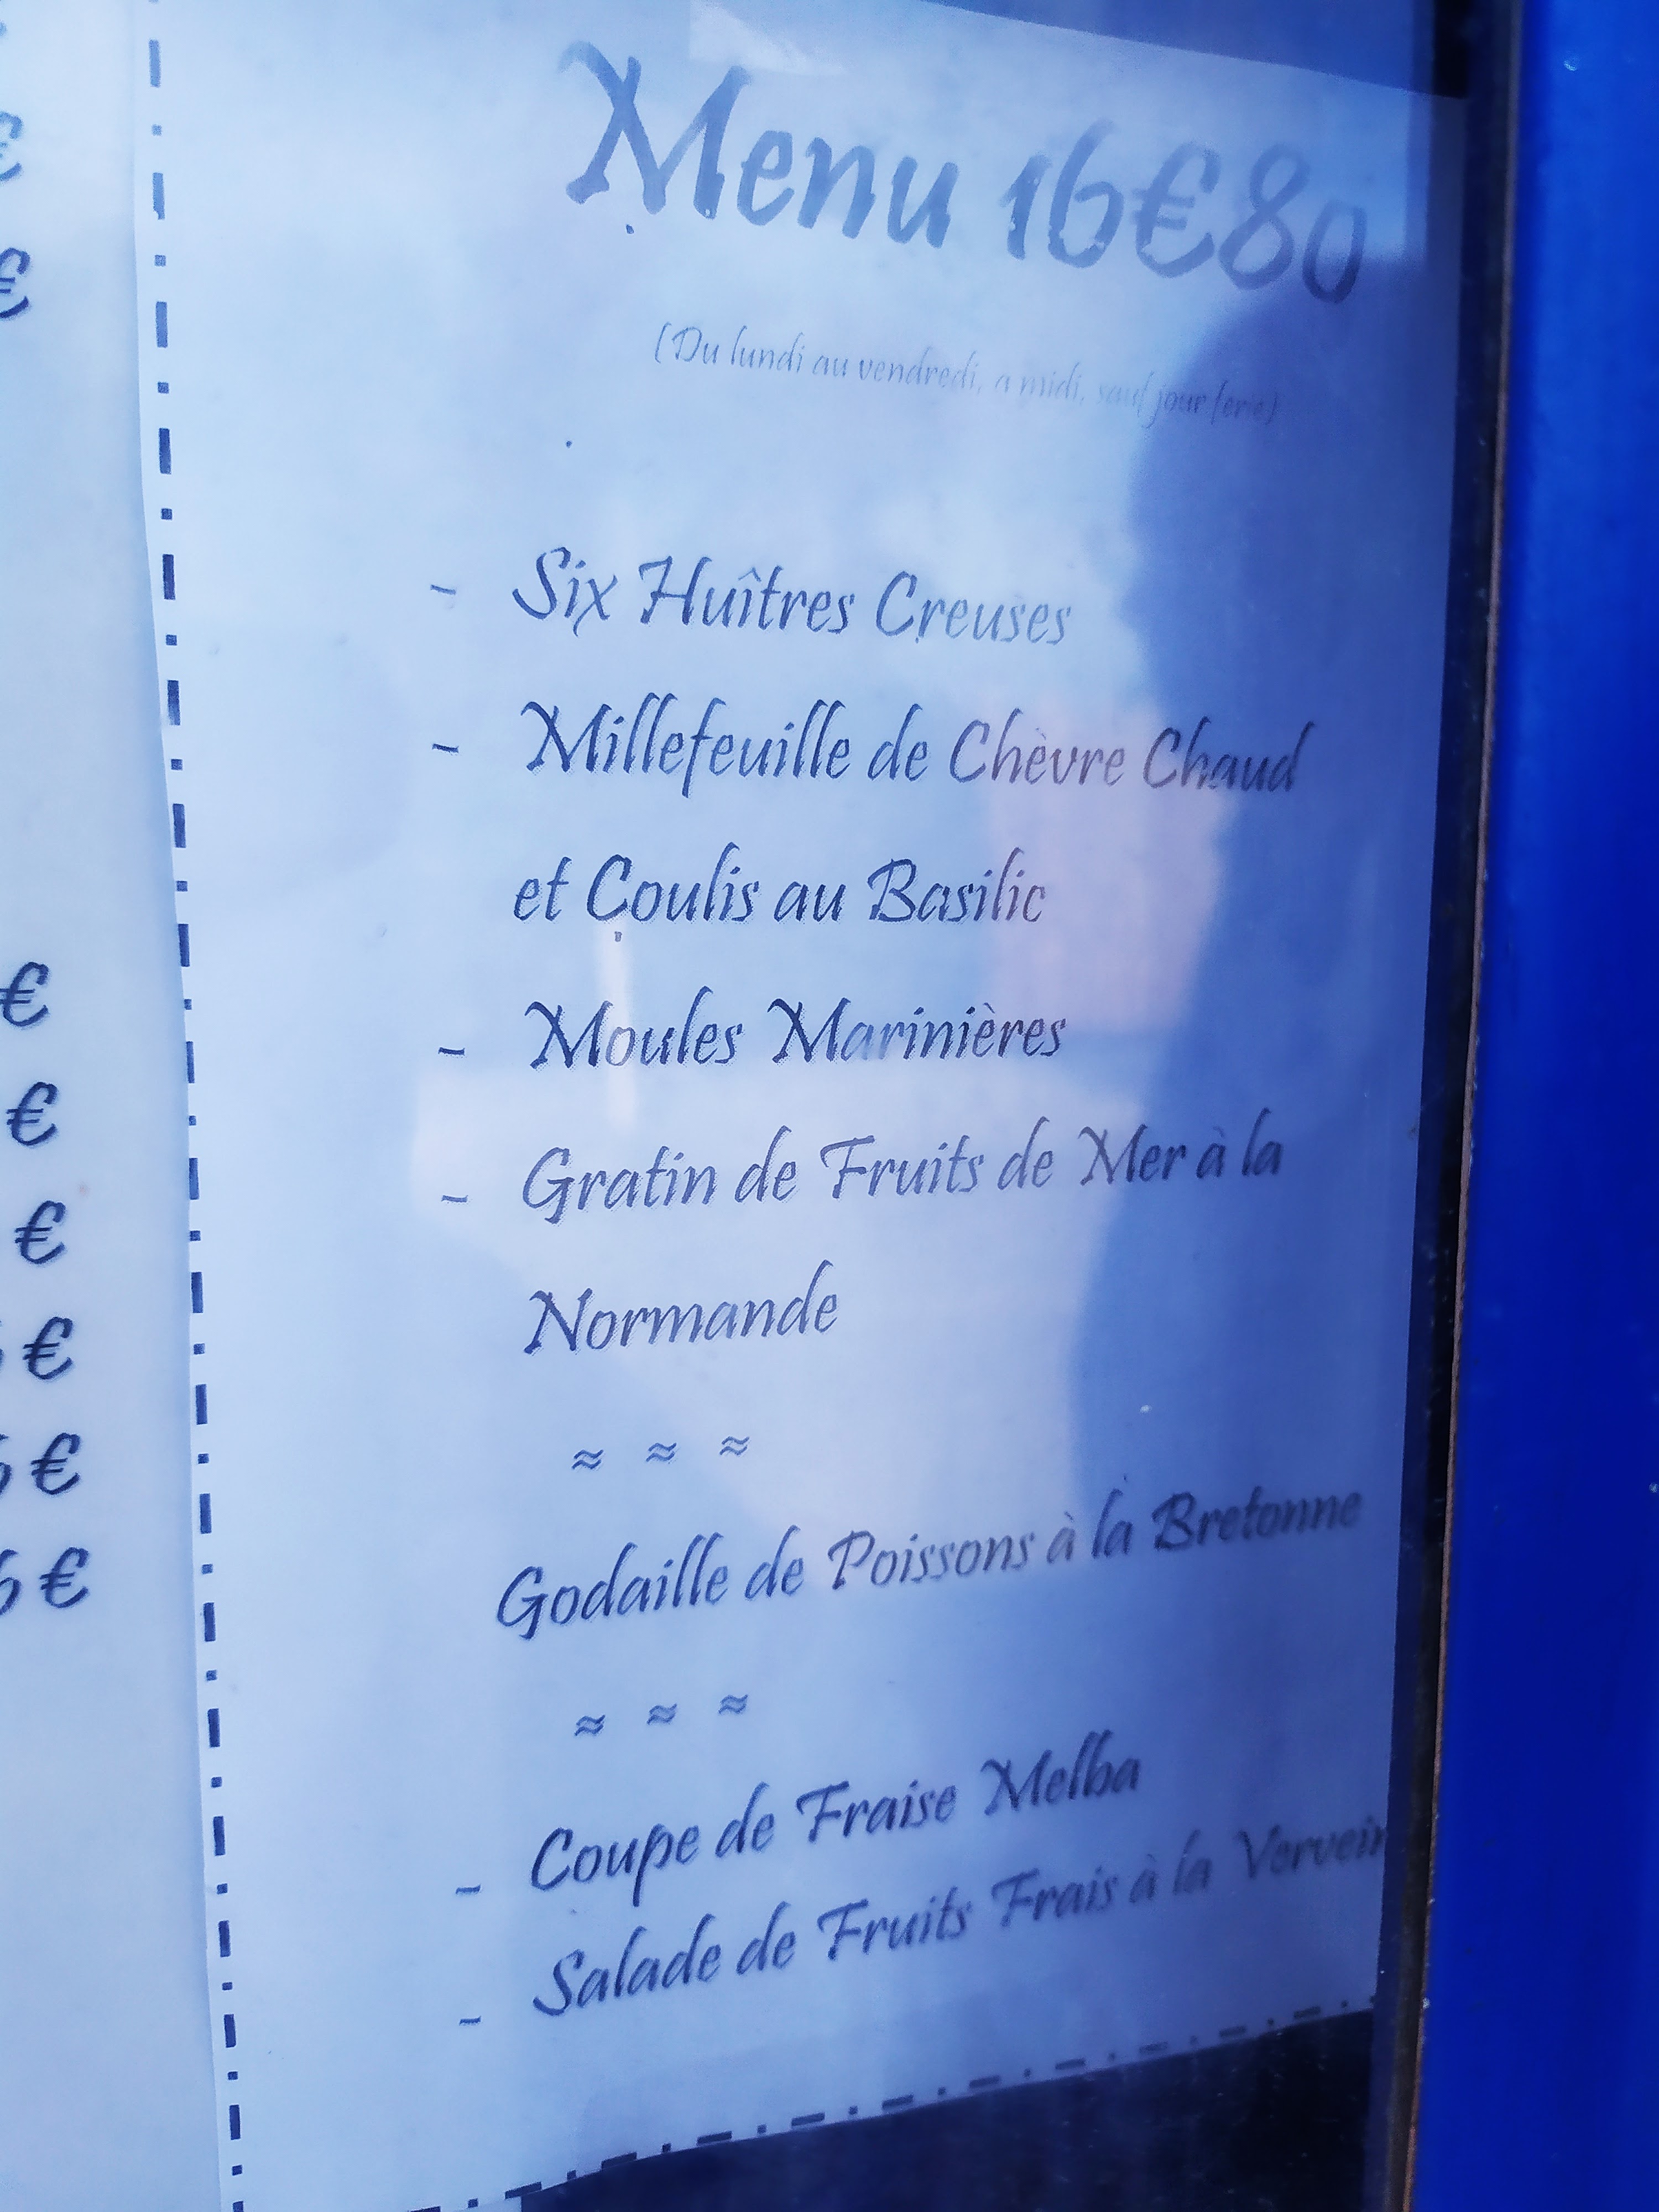 Menu 16€80
(Du lundi au vendredi, a midi, sauf jour ferie)
- Six Huîtres Creuses
- Millefeuille de Chèvre Chaud
et Coulis au Basilic
- Moules Marinières
- Gratin de Fruits de Mer à la
Normande
≈ ≈ ≈
Godaille de Poissons à la Bretonne
≈ ≈ ≈
- Coupe de Fraise Melba
- Salade de Fruits Frais à la
€
€
€
€
€
€
€
€
€